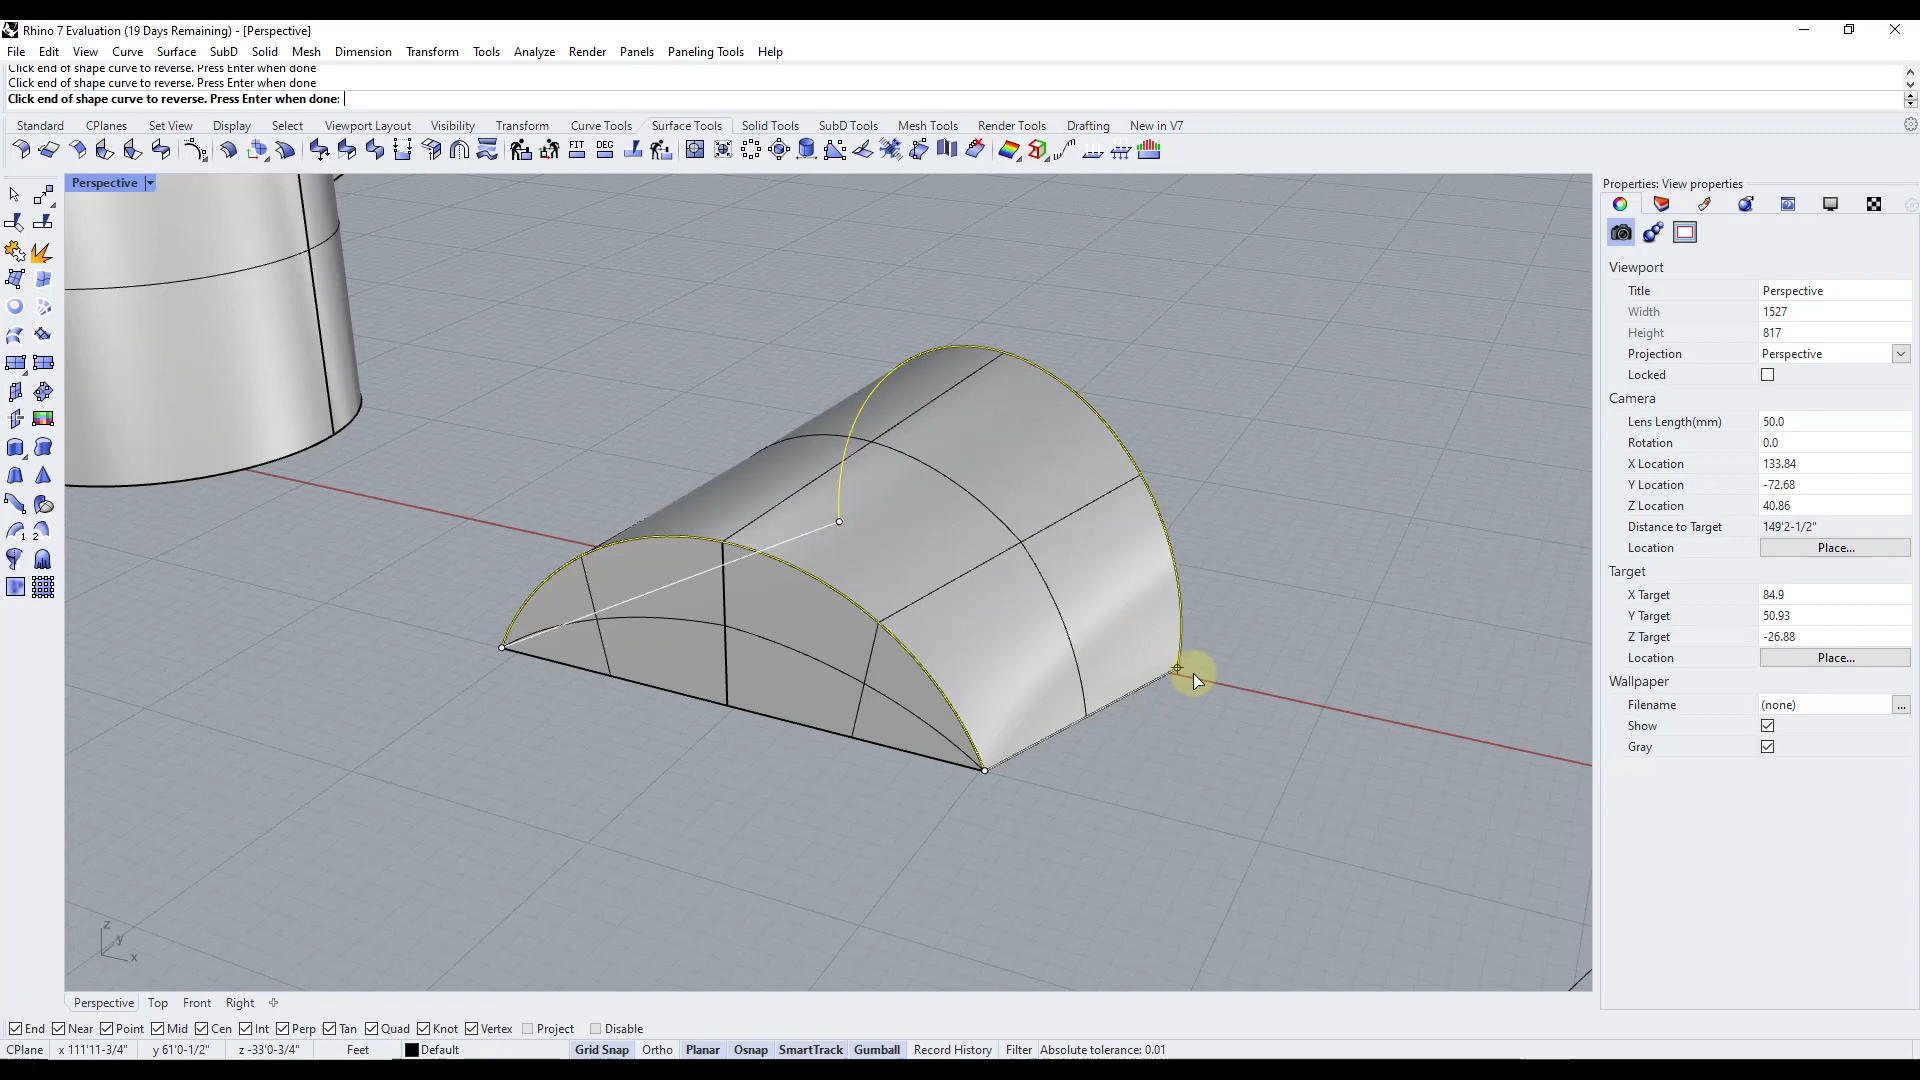 Rhino 7 Evaluation (19 Days Remaining) - [Perspective]
File Edit View Curve Surface SubD Solid Mesh Dimension Transform Tools Analyze Render Panels Paneling Tools Help
Click end of shape curve to reverse. Press Enter when done
Click end of shape curve to reverse. Press Enter when done
Click end of shape curve to reverse. Press Enter when done:
Standard CPlanes Set View Display Select Viewport Layout Visibility Transform Curve Tools Surface Tools Solid Tools SubD Tools Mesh Tools Render Tools Drafting New in V7
FIT DEG
Perspective
Properties: View properties
Viewport
Title Perspective
Width 1527
Height 817
Projection Perspective
Locked
Camera
Lens Length(mm) 50.0
Rotation 0.0
X Location 133.84
Y Location -72.68
Z Location 40.86
Distance to Target 149'2-1/2"
Location Place...
Target
X Target 84.9
Y Target 50.93
Z Target -26.88
Location Place...
Wallpaper
Filename (none) ...
Show
Gray
z
y
x
Perspective Top Front Right
End Near Point Mid Cen Int Perp Tan Quad Knot Vertex Project Disable
CPlane x 111'11-3/4" y 61'0-1/2" z -33'0-3/4" Feet Default Grid Snap Ortho Planar Osnap SmartTrack Gumball Record History Filter Absolute tolerance: 0.01